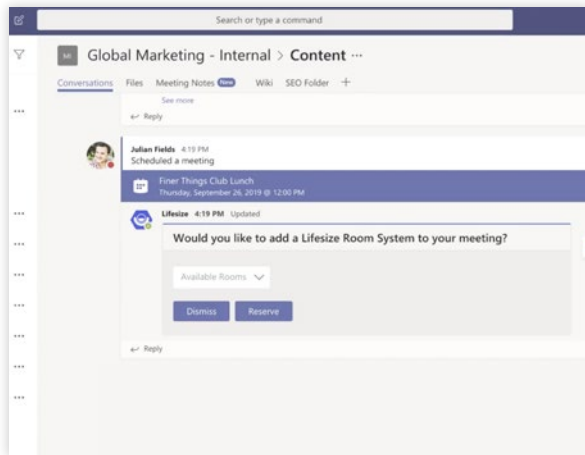 Search or type a command
MI Global Marketing - Internal > Content ...
Conversations Files Meeting Notes New Wiki SEO Folder +
See more
Reply
Julian Fields 4:19 PM
Scheduled a meeting
Finer Things Club Lunch
Thursday, September 26, 2019 @ 12:00 PM
Lifesize 4:19 PM Updated
Would you like to add a Lifesize Room System to your meeting?
Available Rooms
Dismiss Reserve
Reply